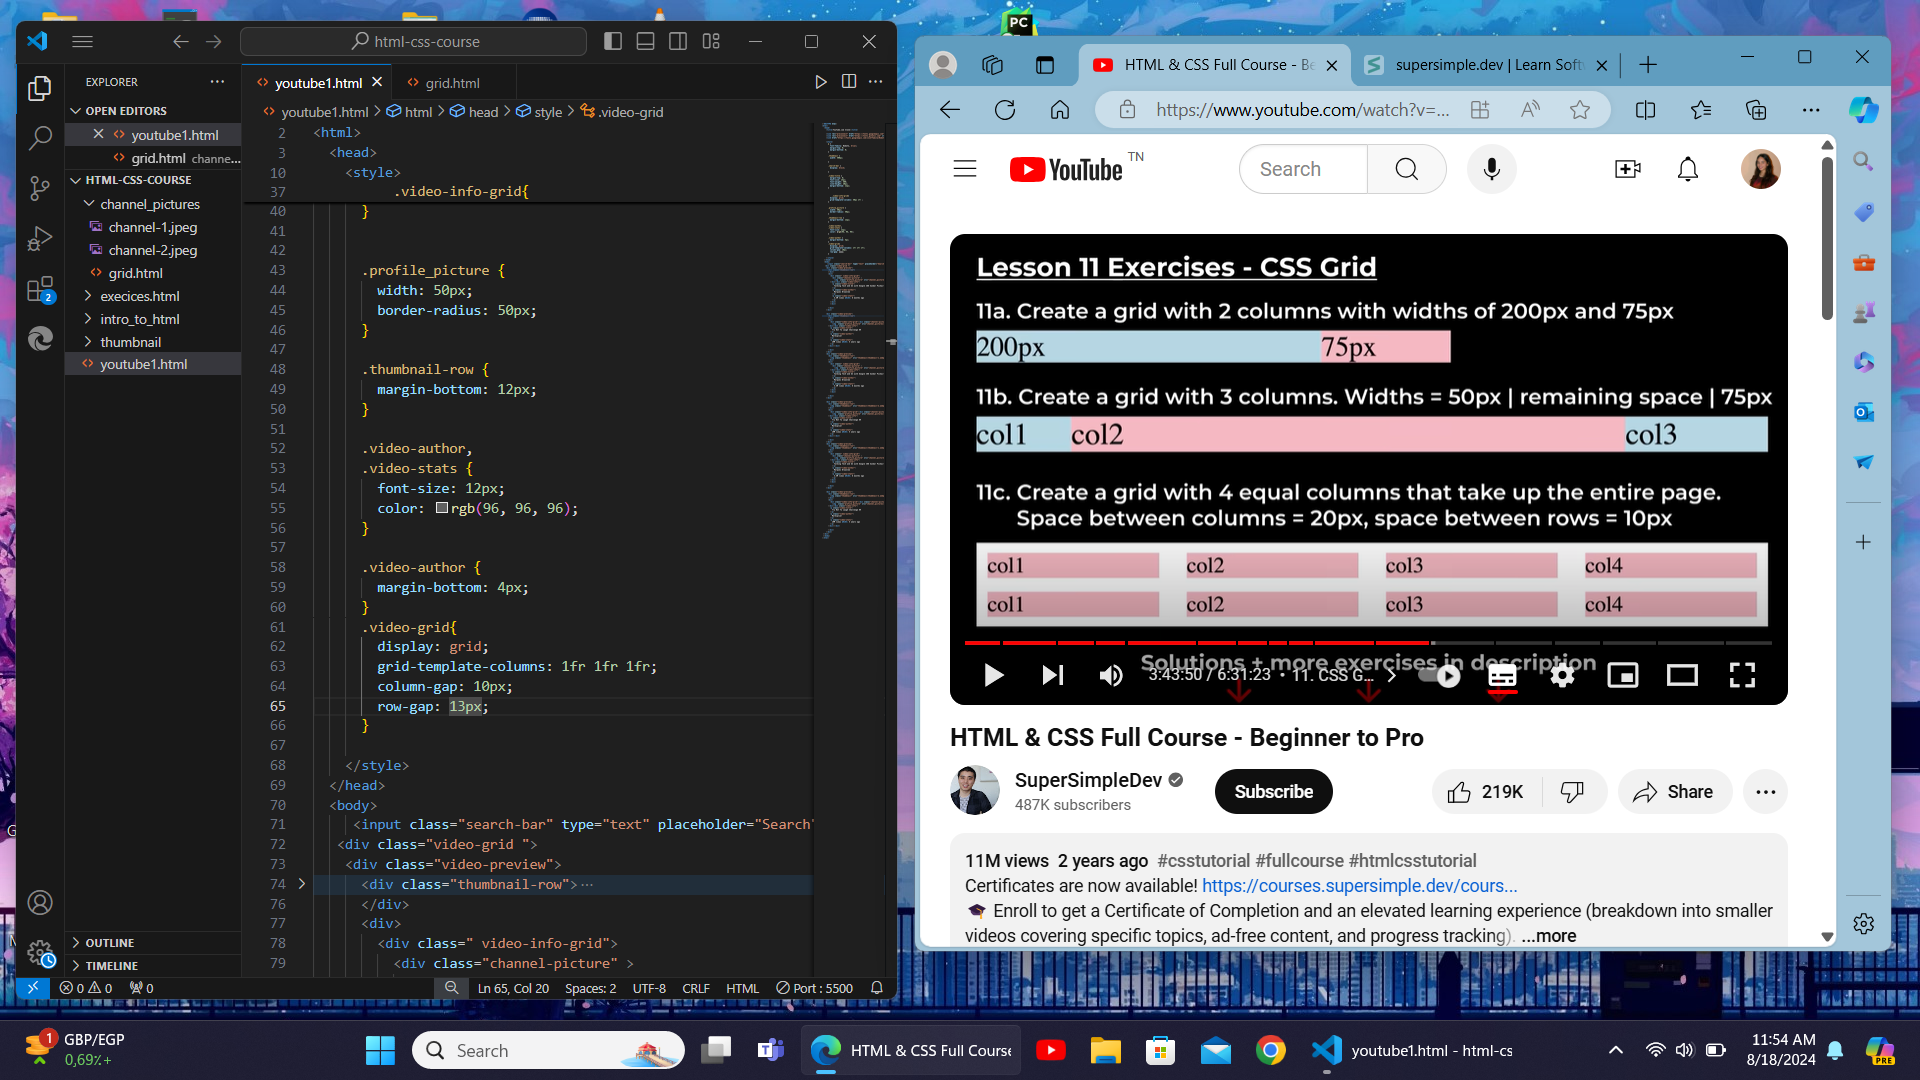 html-css-course
EXPLORER
OPEN EDITORS
youtube1.html
grid.html channe...
HTML-CSS-COURSE
channel_pictures
channel-1.jpeg
channel-2.jpeg
grid.html
execices.html
intro_to_html
thumbnail
youtube1.html
OUTLINE
TIMELINE
2
youtube1.html
grid.html
youtube1.html > html > head > style > .video-grid
2 <html>
3 <head>
10 <style>
37 .video-info-grid{
40 }
41
42
43 .profile_picture {
44 width: 50px;
45 border-radius: 50px;
46 }
47
48 .thumbnail-row {
49 margin-bottom: 12px;
50 }
51
52 .video-author,
53 .video-stats {
54 font-size: 12px;
55 color: rgb(96, 96, 96);
56 }
57
58 .video-author {
59 margin-bottom: 4px;
60 }
61 .video-grid{
62 display: grid;
63 grid-template-columns: 1fr 1fr 1fr;
64 column-gap: 10px;
65 row-gap: 13px;
66 }
67
68 </style>
69 </head>
70 <body>
71 <input class="search-bar" type="text" placeholder="Search"
72 <div class="video-grid ">
73 <div class="video-preview">
74 <div class="thumbnail-row">...
76 </div>
77 <div>
78 <div class=" video-info-grid">
79 <div class="channel-picture" >
0 0 0
Ln 65, Col 20 Spaces: 2 UTF-8 CRLF HTML Port : 5500
PC
HTML & CSS Full Course - Be
supersimple.dev | Learn Soft
https://www.youtube.com/watch?v=...
YouTube TN
Search
Lesson 11 Exercises - CSS Grid
11a. Create a grid with 2 columns with widths of 200px and 75px
200px 75px
11b. Create a grid with 3 columns. Widths = 50px | remaining space | 75px
col1 col2 col3
11c. Create a grid with 4 equal columns that take up the entire page.
Space between columns = 20px, space between rows = 10px
col1 col2 col3 col4
col1 col2 col3 col4
Solutions + more exercises in description
3:43:50 / 6:31:23 • 11. CSS G...
HTML & CSS Full Course - Beginner to Pro
SuperSimpleDev
487K subscribers
Subscribe
219K
Share
11M views 2 years ago #csstutorial #fullcourse #htmlcsstutorial
Certificates are now available! https://courses.supersimple.dev/cours...
Enroll to get a Certificate of Completion and an elevated learning experience (breakdown into smaller
videos covering specific topics, ad-free content, and progress tracking). ...more
1
GBP/EGP
0,69%+
Search
HTML & CSS Full Course
youtube1.html - html-cs
11:54 AM
8/18/2024
PRE